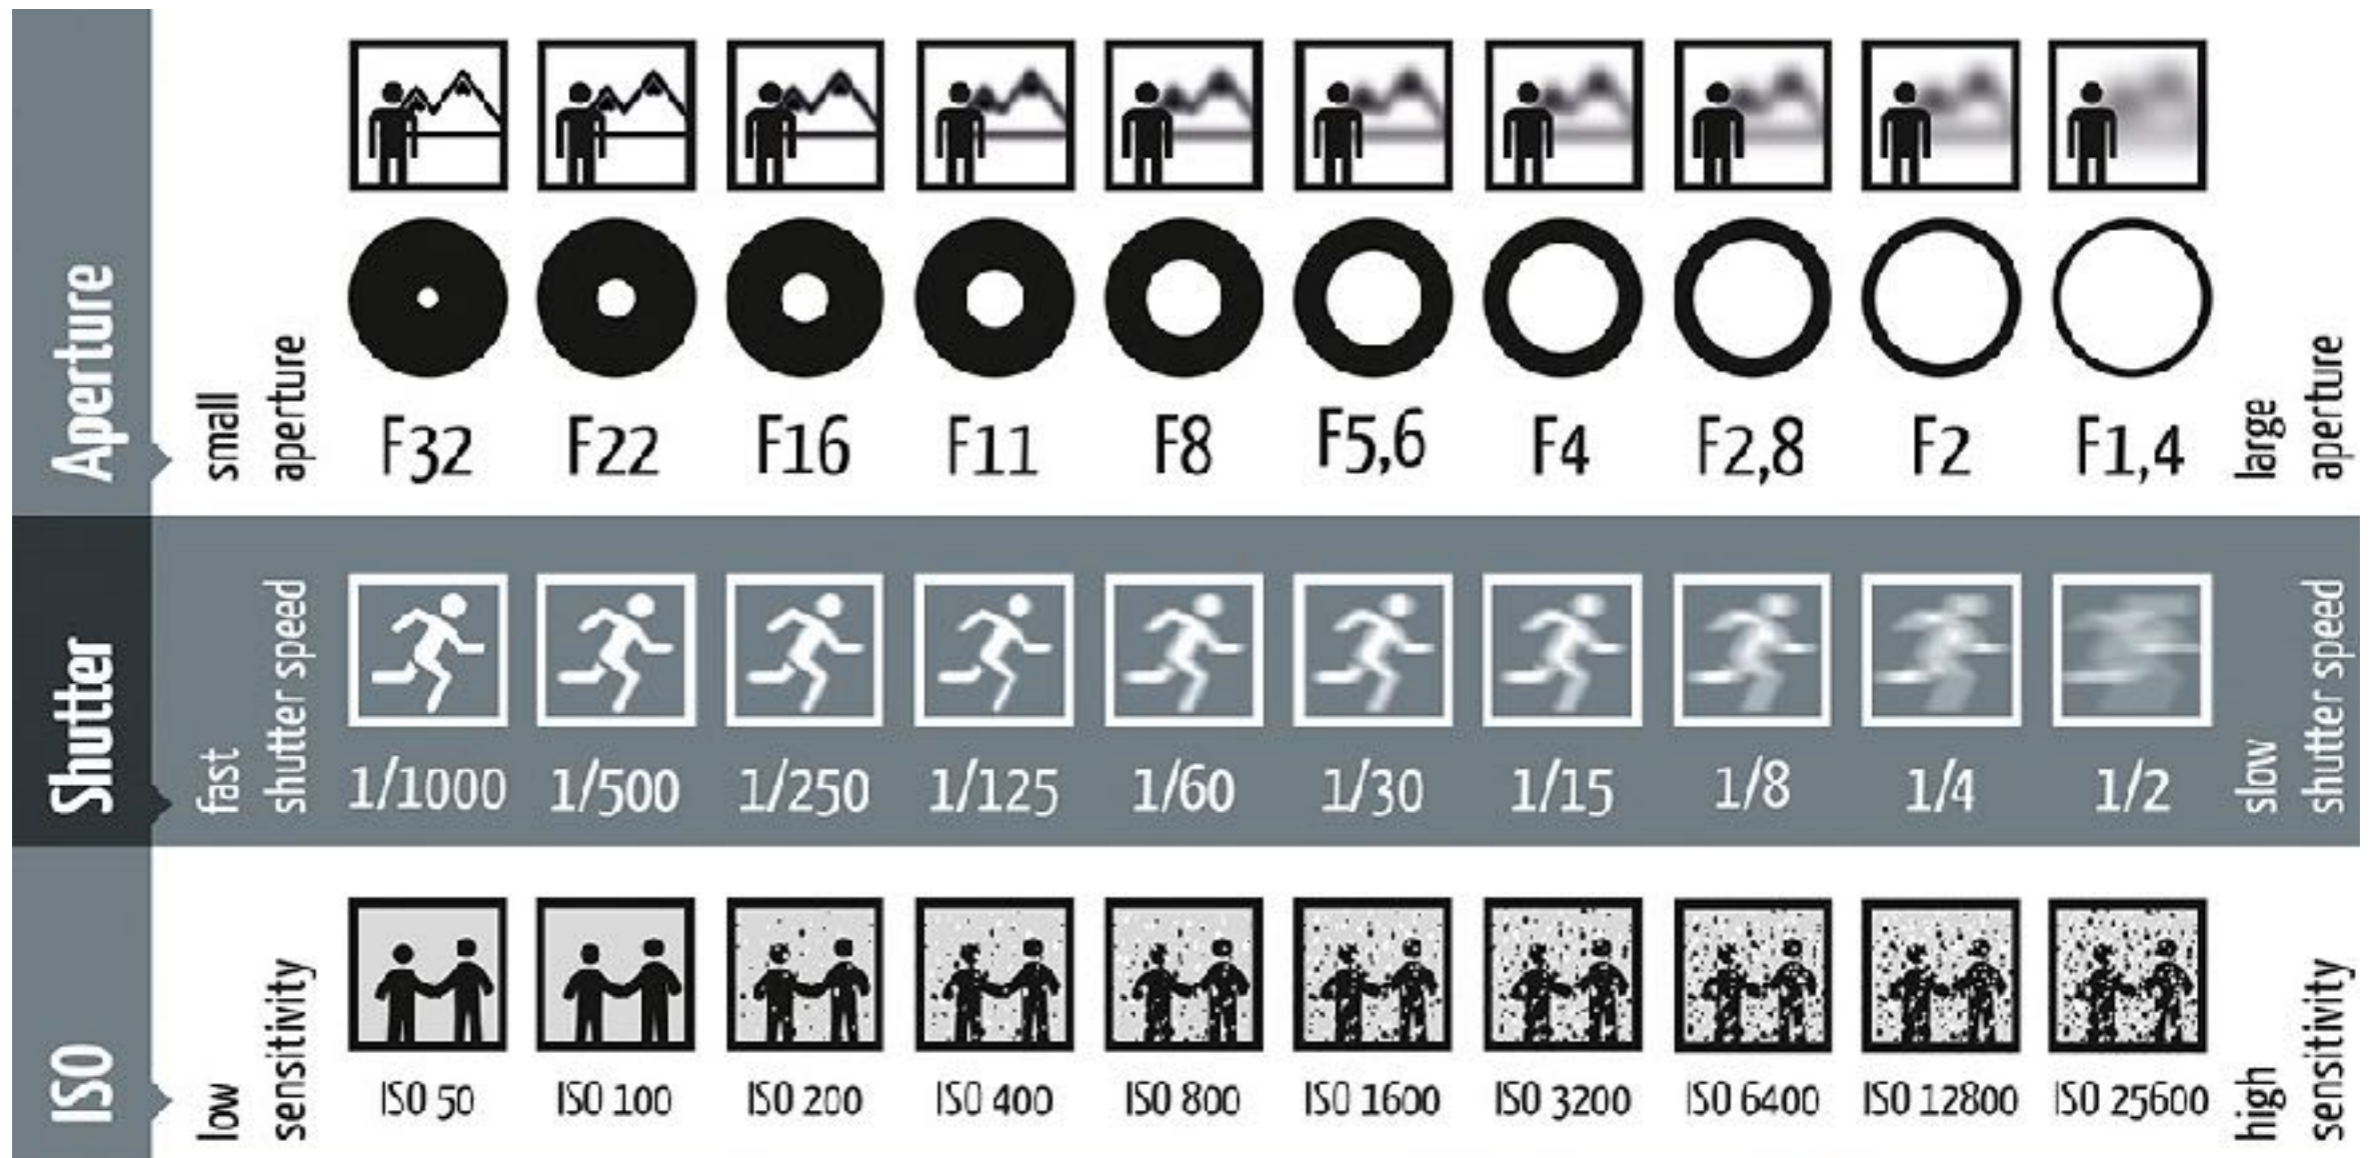 Aperture
small
aperture
F32 F22 F16 F11 F8 F5,6 F4 F2,8 F2 F1,4
large
aperture
Shutter
fast
shutter speed
1/1000 1/500 1/250 1/125 1/60 1/30 1/15 1/8 1/4 1/2
slow
shutter speed
ISO
low
sensitivity
ISO 50 ISO 100 ISO 200 ISO 400 ISO 800 ISO 1600 ISO 3200 ISO 6400 ISO 12800 ISO 25600
high
sensitivity